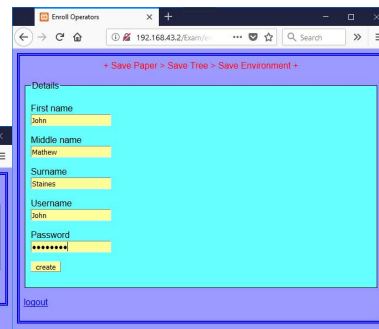 Enroll Operators
192.168.43.2/Exam/en
Search
+ Save Paper > Save Tree > Save Environment +
Details
First name
John
Middle name
Mathew
Surname
Staines
Username
John
Password
••••••••
create
logout